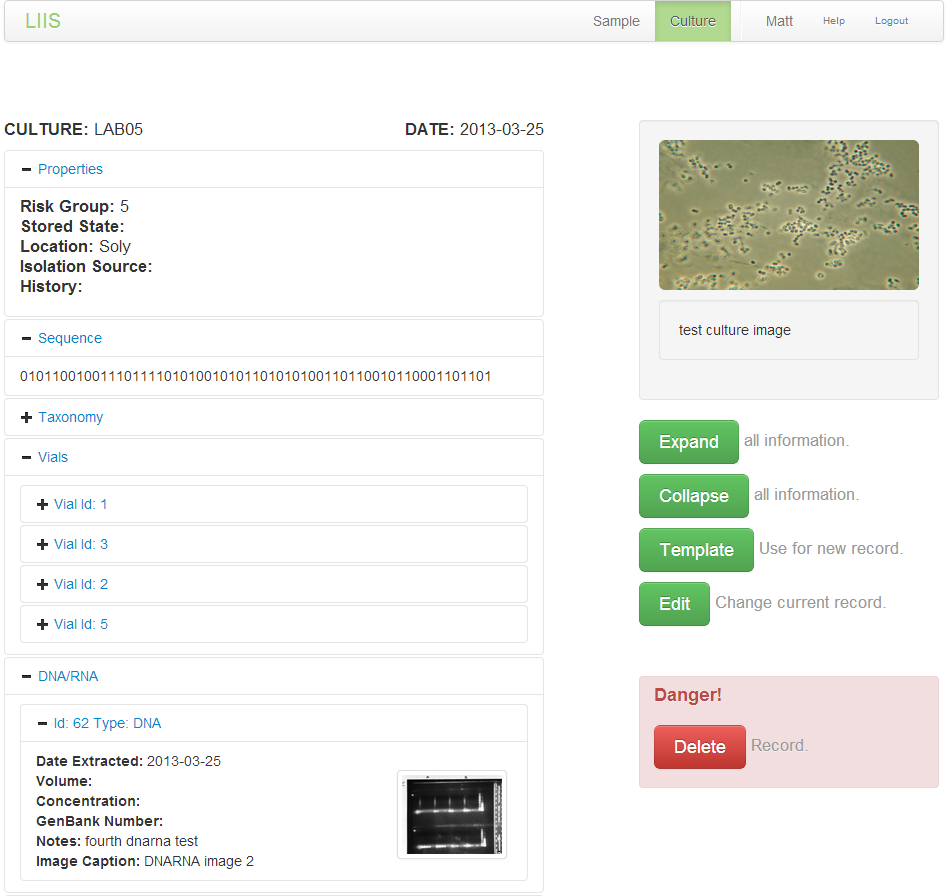 LIIS
Sample Culture Matt Help Logout
CULTURE: LAB05 DATE: 2013-03-25
Properties
Risk Group: 5
Stored State:
Location: Soly
Isolation Source:
History:
Sequence
01011001001110111101010010101101010100110110010110001101101
Taxonomy
Vials
Vial Id: 1
Vial Id: 3
Vial Id: 2
Vial Id: 5
DNA/RNA
Id: 62 Type: DNA
Date Extracted: 2013-03-25
Volume:
Concentration:
GenBank Number:
Notes: fourth dnarna test
Image Caption: DNARNA image 2
test culture image
Expand all information.
Collapse all information.
Template Use for new record.
Edit Change current record.
Danger!
Delete Record.